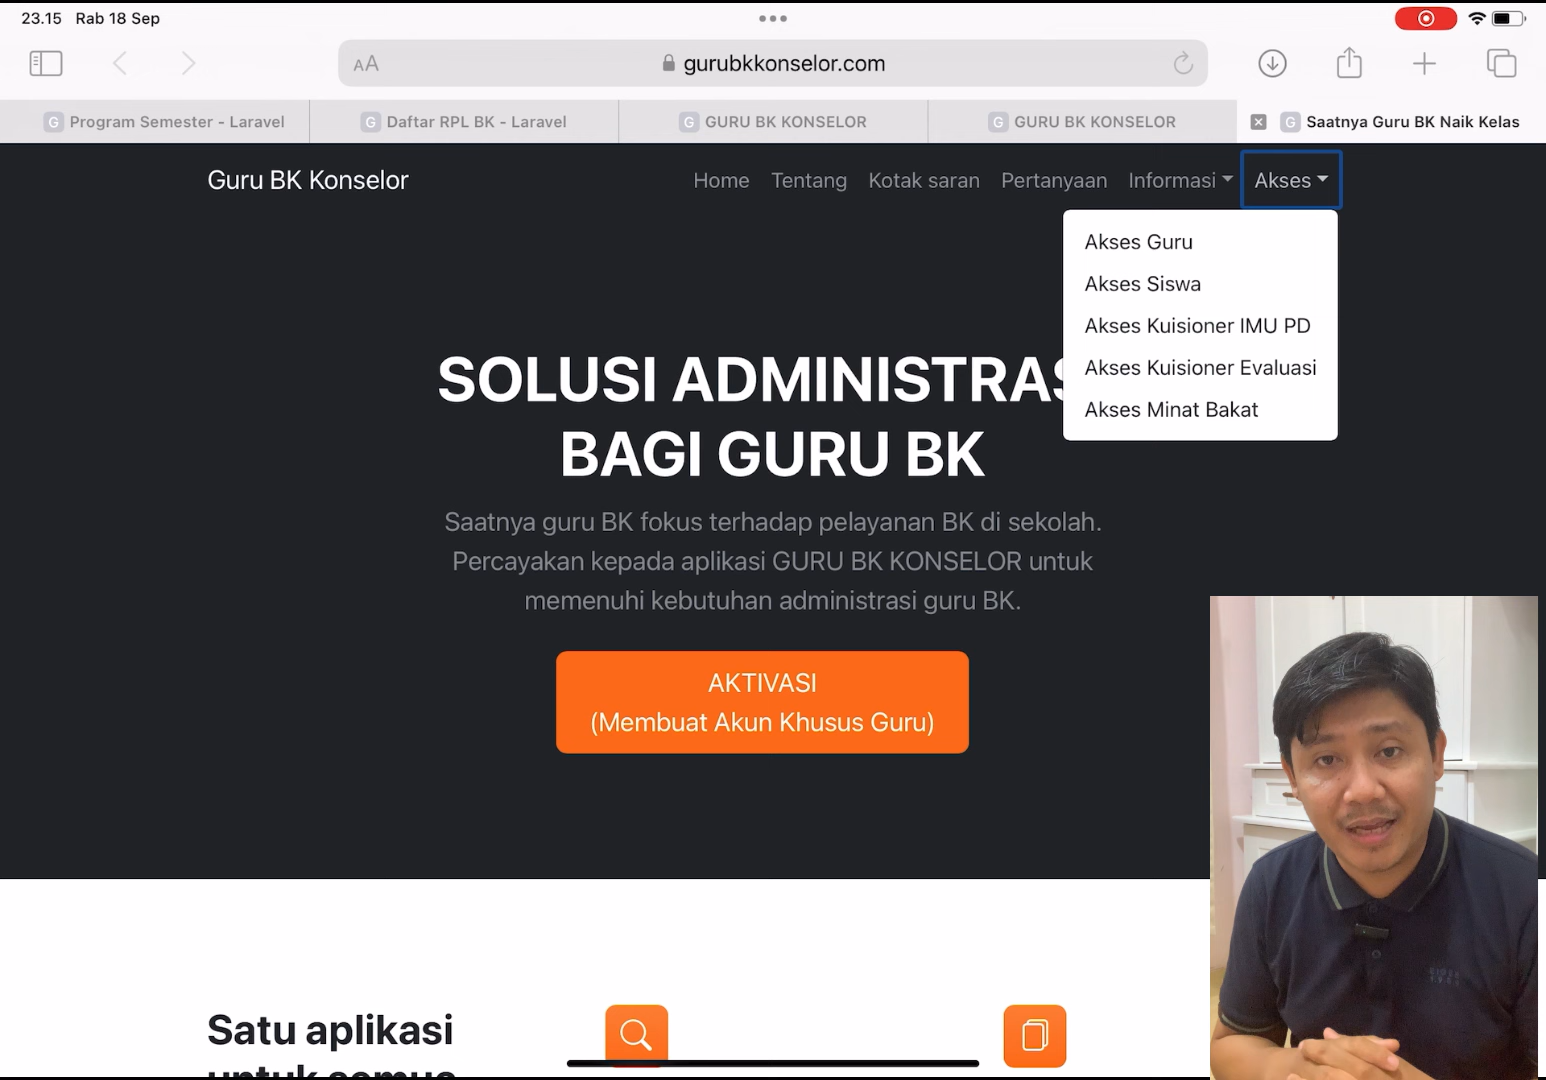 23.15 Rab 18 Sep
AA
gurubkkonselor.com
G Program Semester - Laravel
G Daftar RPL BK - Laravel
G GURU BK KONSELOR
G GURU BK KONSELOR
G Saatnya Guru BK Naik Kelas
Guru BK Konselor
Home
Tentang
Kotak saran
Pertanyaan
Informasi
Akses
Akses Guru
Akses Siswa
Akses Kuisioner IMU PD
Akses Kuisioner Evaluasi
Akses Minat Bakat
SOLUSI ADMINISTRAS
BAGI GURU BK
Saatnya guru BK fokus terhadap pelayanan BK di sekolah.
Percayakan kepada aplikasi GURU BK KONSELOR untuk
memenuhi kebutuhan administrasi guru BK.
AKTIVASI
(Membuat Akun Khusus Guru)
Satu aplikasi
untuk semua